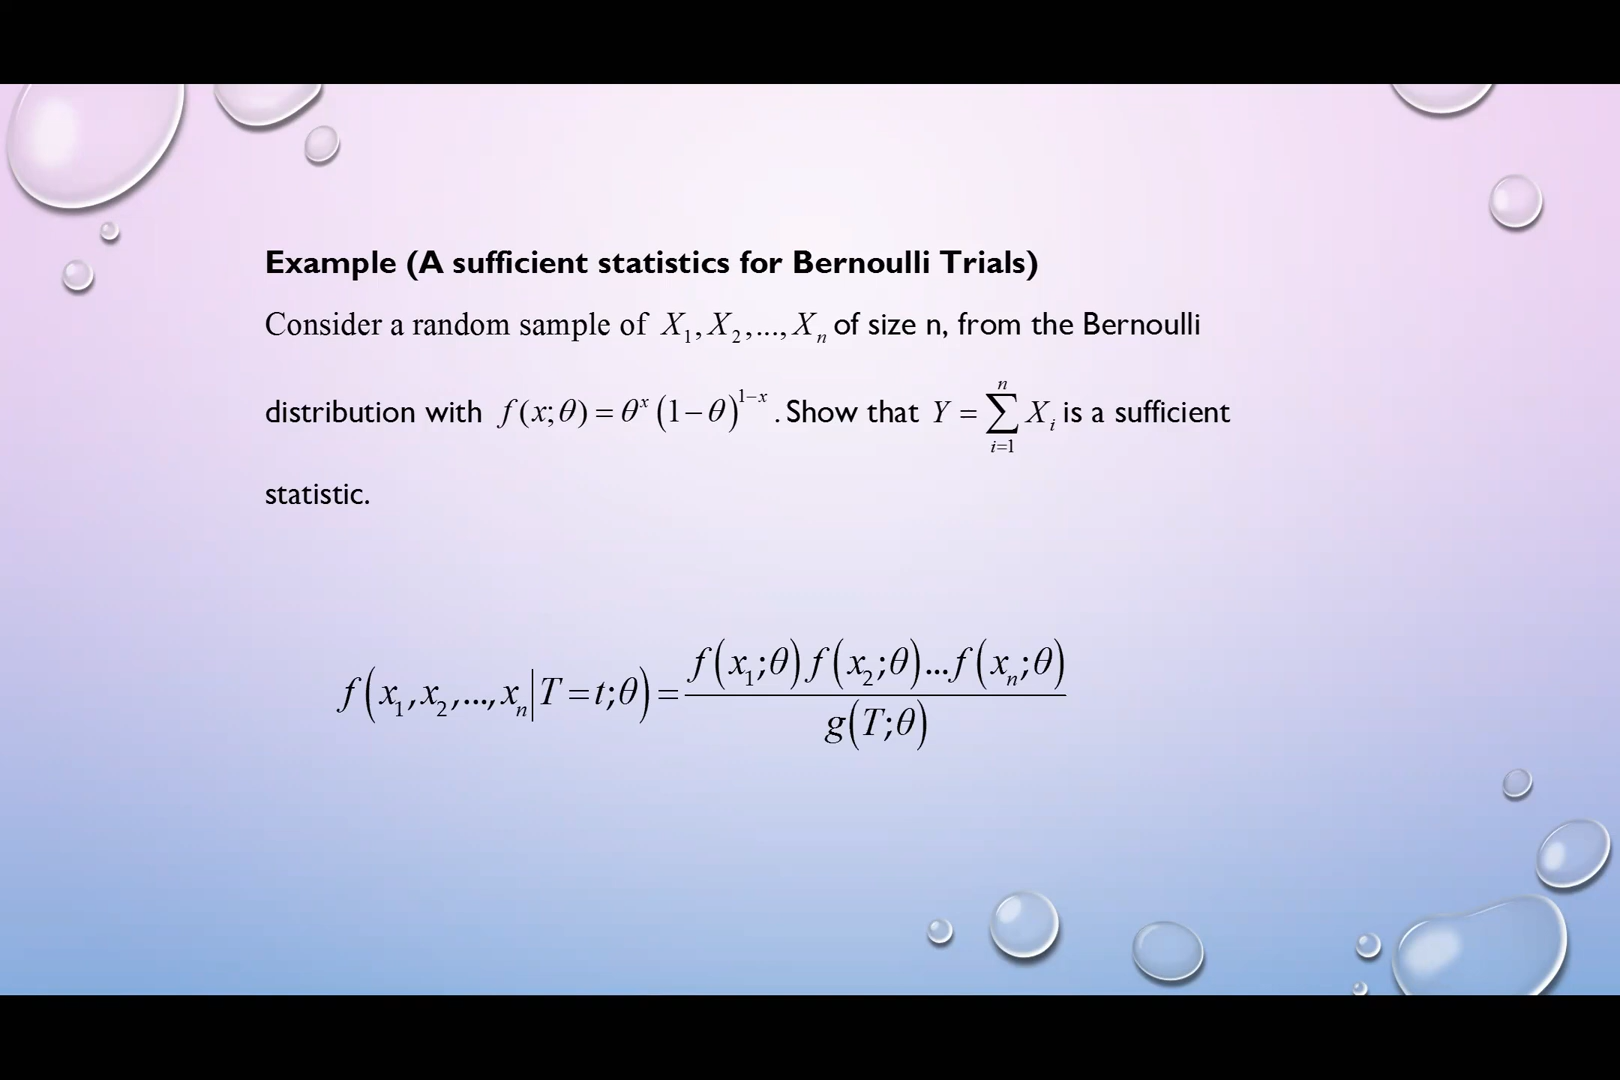 Example (A sufficient statistics for Bernoulli Trials)
Consider a random sample of X₁, X₂,..., Xₙ of size n, from the Bernoulli
distribution with f(x;θ) = θˣ (1−θ)¹⁻ˣ . Show that Y = ∑ᵢ₌₁ⁿ Xᵢ is a sufficient
statistic.
f(x₁,x₂,...,xₙ|T=t;θ) = f(x₁;θ)f(x₂;θ)...f(xₙ;θ) / g(T;θ)